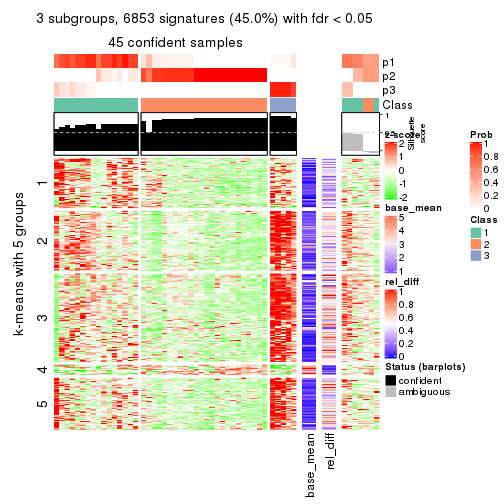 3 subgroups, 6853 signatures (45.0%) with fdr < 0.05
45 confident samples
p1
p2
p3
Class
1
0.5
Silhouette
score
z-score
2
1
0
-1
-2
base_mean
5
4
3
2
1
rel_diff
1
0.8
0.6
0.4
0.2
0
Status (barplots)
confident
ambiguous
Prob
1
0.8
0.6
0.4
0.2
0
Class
1
2
3
k-means with 5 groups
1
2
3
4
5
base_mean
rel_diff